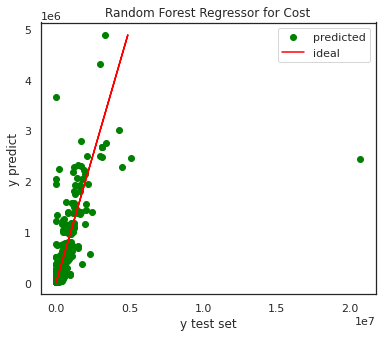 Random Forest Regressor for Cost
1e6
predicted
ideal
5
4
3
2
1
0
y predict
0.0 0.5 1.0 1.5 2.0
1e7
y test set